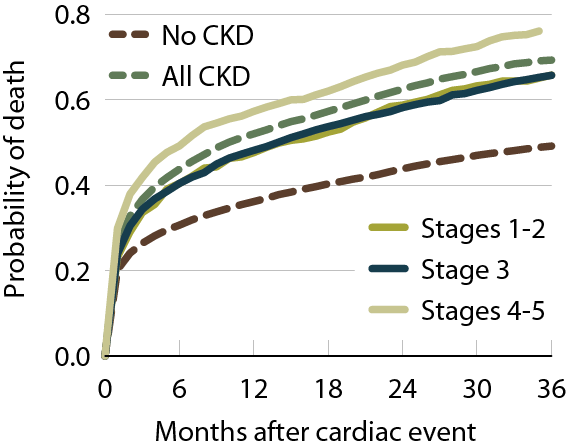 0.8
No CKD
All CKD
0.6
0.4
0.2
0.0
Probability of death
Stages 1-2
Stage 3
Stages 4-5
0 6 12 18 24 30 36
Months after cardiac event